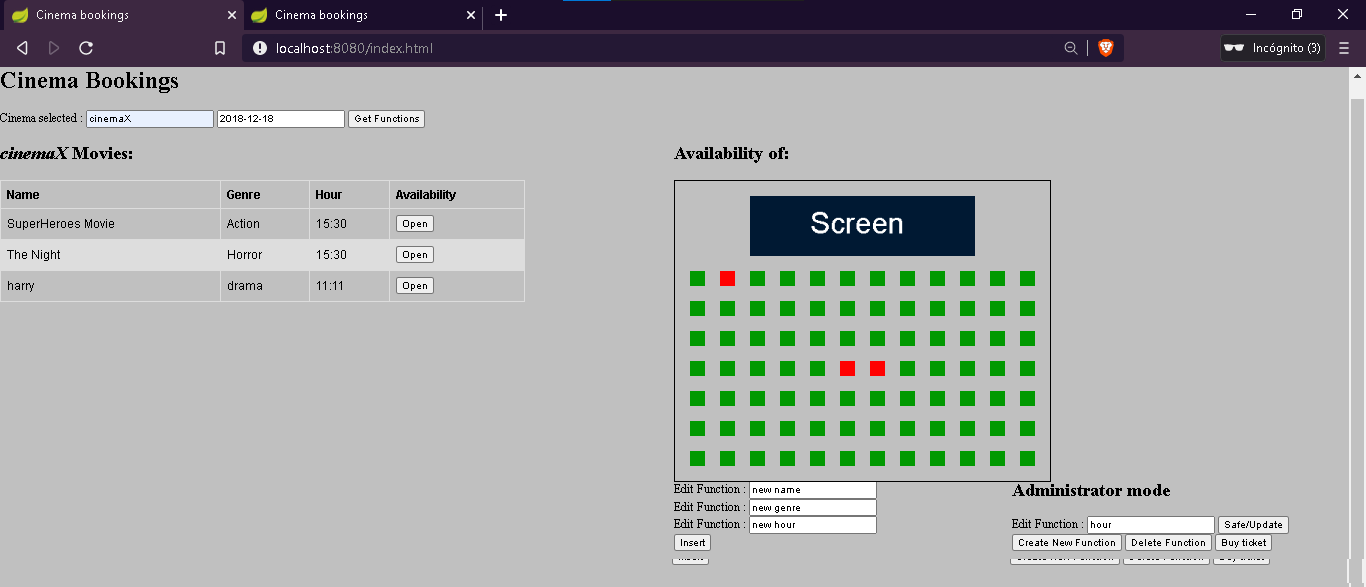 Cinema bookings
Cinema bookings
localhost:8080/index.html
Incógnito (3)
Cinema Bookings
Cinema selected : cinemaX 2018-12-18 Get Functions
cinemaX Movies:
Name Genre Hour Availability
SuperHeroes Movie Action 15:30 Open
The Night Horror 15:30 Open
harry drama 11:11 Open
Availability of:
Screen
Edit Function : new name
Edit Function : new genre
Edit Function : new hour
Insert
Administrator mode
Edit Function : hour Safe/Update
Create New Function Delete Function Buy ticket